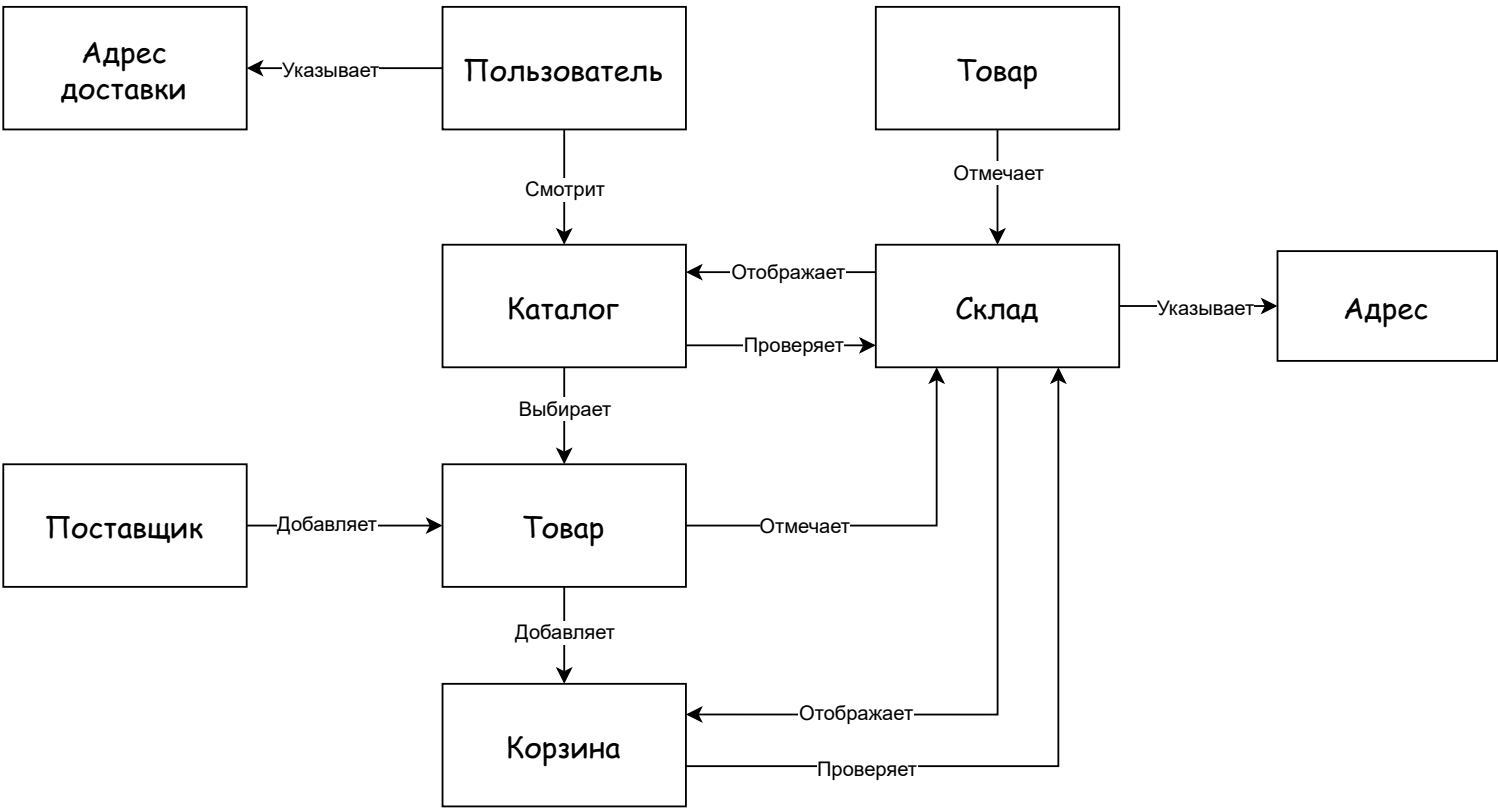 Адрес
доставки
Указывает
Пользователь
Товар
Смотрит
Отмечает
Каталог
Отображает
Проверяет
Склад
Указывает
Адрес
Выбирает
Поставщик
Добавляет
Товар
Отмечает
Добавляет
Корзина
Отображает
Проверяет